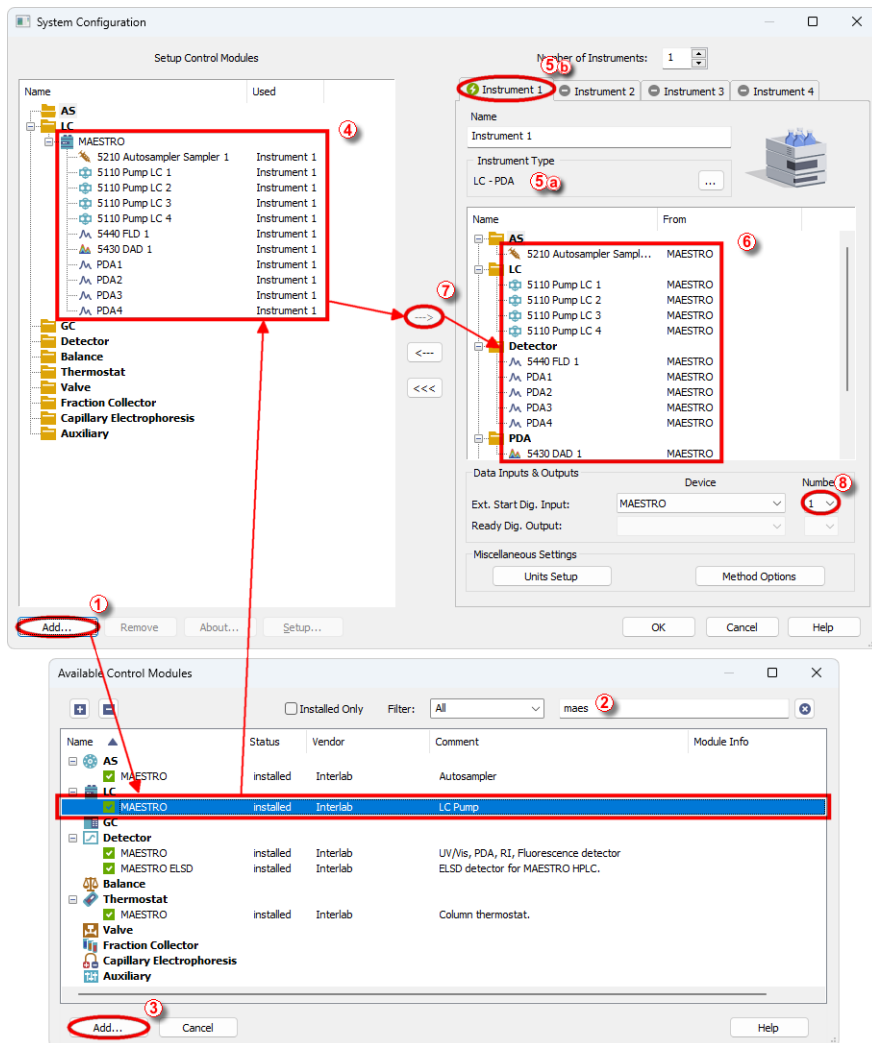 System Configuration
Setup Control Modules
Number of Instruments: 1
5b
Name Used
AS
LC
MAESTRO
4
5210 Autosampler Sampler 1 Instrument 1
5110 Pump LC 1 Instrument 1
5110 Pump LC 2 Instrument 1
5110 Pump LC 3 Instrument 1
5110 Pump LC 4 Instrument 1
5440 FLD 1 Instrument 1
5430 DAD 1 Instrument 1
PDA1 Instrument 1
PDA2 Instrument 1
PDA3 Instrument 1
PDA4 Instrument 1
GC
Detector
Balance
Thermostat
Valve
Fraction Collector
Capillary Electrophoresis
Auxiliary
7
--->
<---
<<<
Instrument 1 Instrument 2 Instrument 3 Instrument 4
Name
Instrument 1
Instrument Type
LC - PDA 5a ...
Name From
6
AS
5210 Autosampler Sampl... MAESTRO
LC
5110 Pump LC 1 MAESTRO
5110 Pump LC 2 MAESTRO
5110 Pump LC 3 MAESTRO
5110 Pump LC 4 MAESTRO
Detector
5440 FLD 1 MAESTRO
PDA1 MAESTRO
PDA2 MAESTRO
PDA3 MAESTRO
PDA4 MAESTRO
PDA
5430 DAD 1 MAESTRO
Data Inputs & Outputs
Device Numbe 8
Ext. Start Dig. Input: MAESTRO 1
Ready Dig. Output:
Miscellaneous Settings
Units Setup Method Options
1
Add... Remove About... Setup... OK Cancel Help
Available Control Modules
Installed Only Filter: All maes 2
Name Status Vendor Comment Module Info
AS
MAESTRO installed Interlab Autosampler
LC
MAESTRO installed Interlab LC Pump
GC
Detector
MAESTRO installed Interlab UV/Vis, PDA, RI, Fluorescence detector
MAESTRO ELSD installed Interlab ELSD detector for MAESTRO HPLC.
Balance
Thermostat
MAESTRO installed Interlab Column thermostat.
Valve
Fraction Collector
Capillary Electrophoresis
Auxiliary
3
Add... Cancel Help